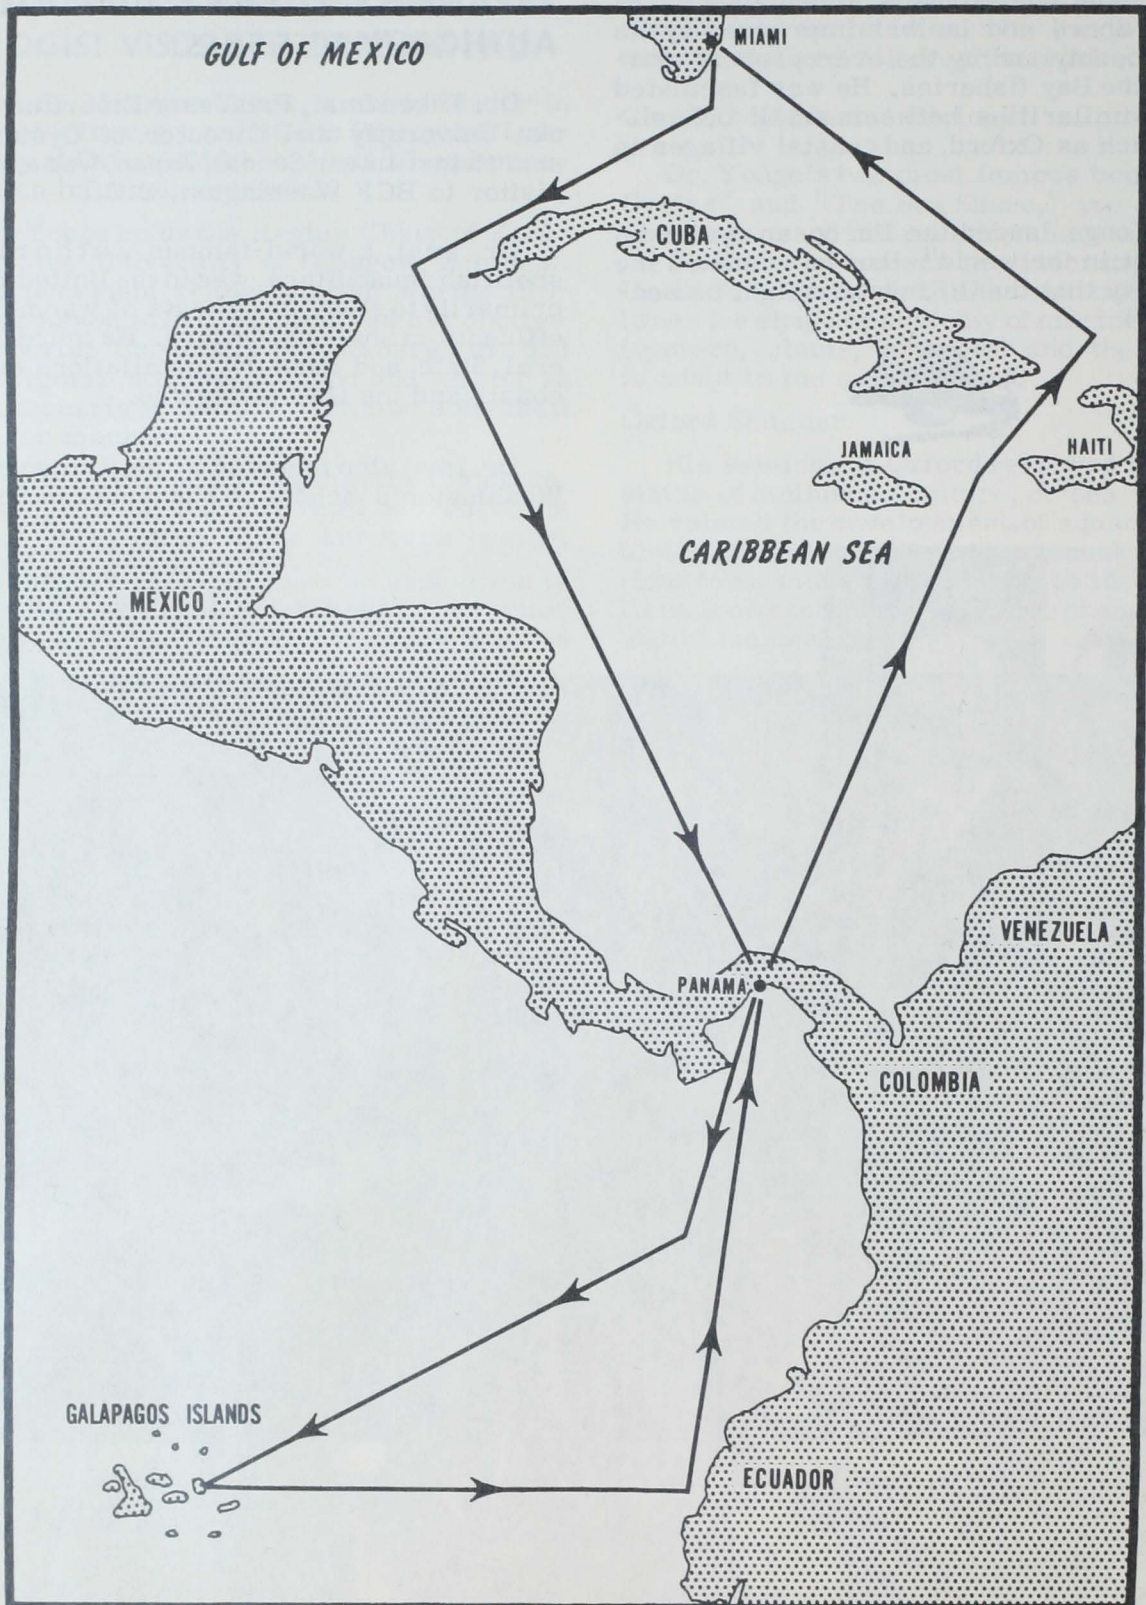 MIAMI
GULF OF MEXICO
CUBA
JAMAICA
HAITI
CARIBBEAN SEA
MEXICO
VENEZUELA
PANAMA
COLOMBIA
GALAPAGOS ISLANDS
ECUADOR